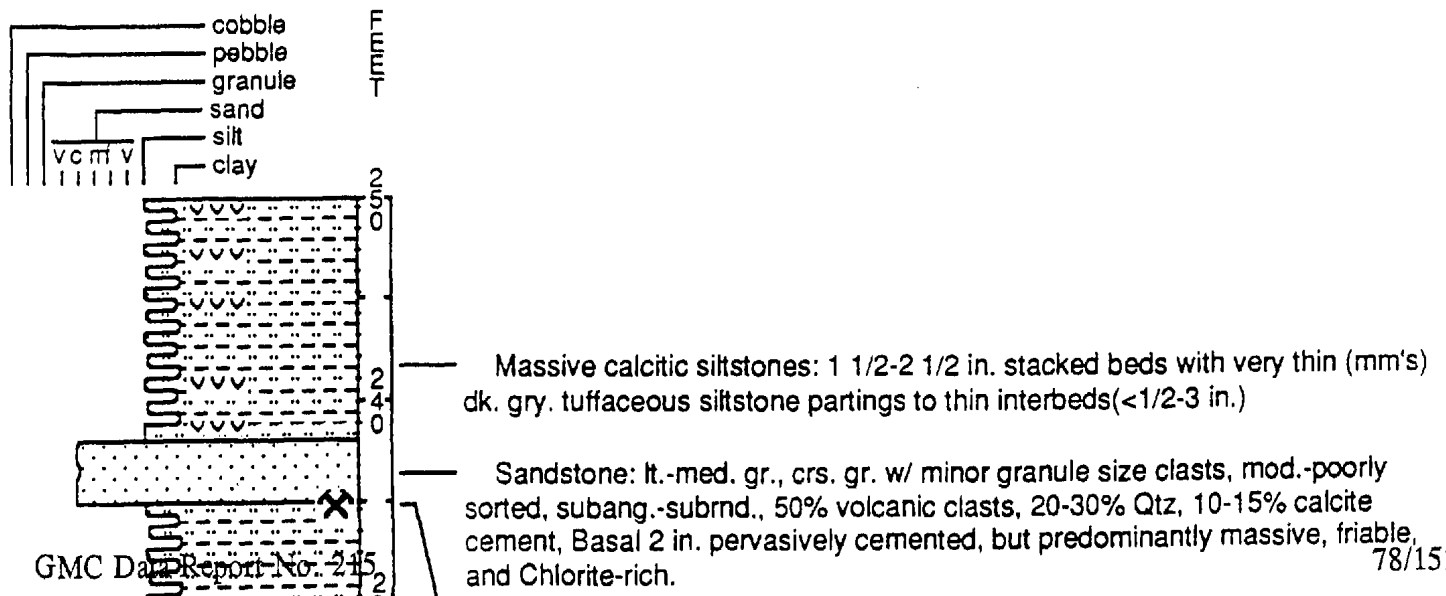 cobble
pebble
granule
sand
silt
clay
FEET
v c m v
250
Massive calcitic siltstones: 1 1/2-2 1/2 in. stacked beds with very thin (mm's)
dk. gry. tuffaceous siltstone partings to thin interbeds(<1/2-3 in.)
240
Sandstone: lt.-med. gr., crs. gr. w/ minor granule size clasts, mod.-poorly
sorted, subang.-subrnd., 50% volcanic clasts, 20-30% Qtz, 10-15% calcite
cement, Basal 2 in. pervasively cemented, but predominantly massive, friable,
and Chlorite-rich.
2
GMC Data Report No. 215
78/151